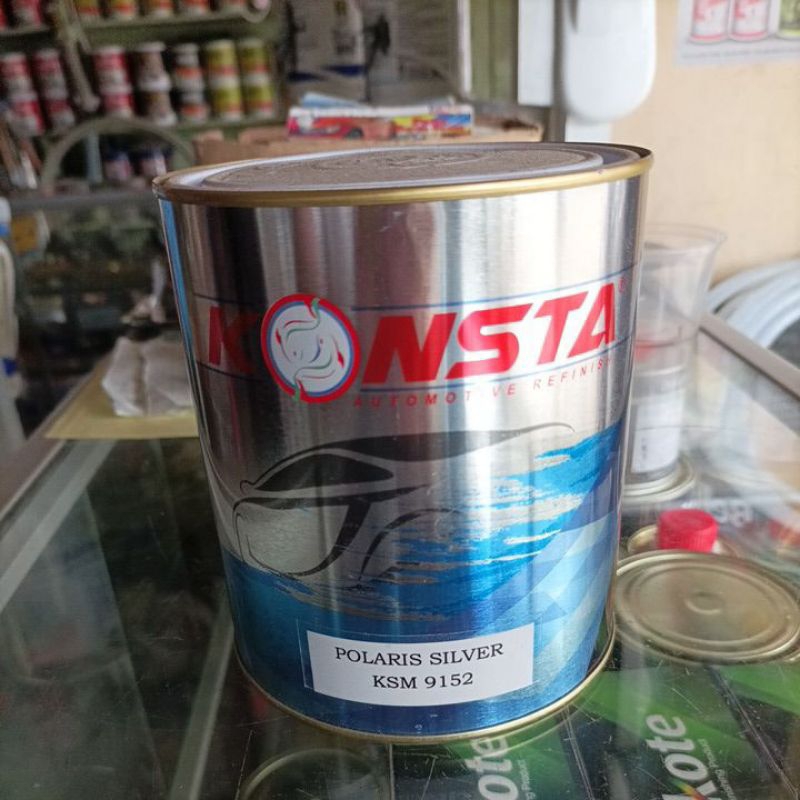 KONSTA®
AUTOMOTIVE REFINISH
POLARIS SILVER
KSM 9152